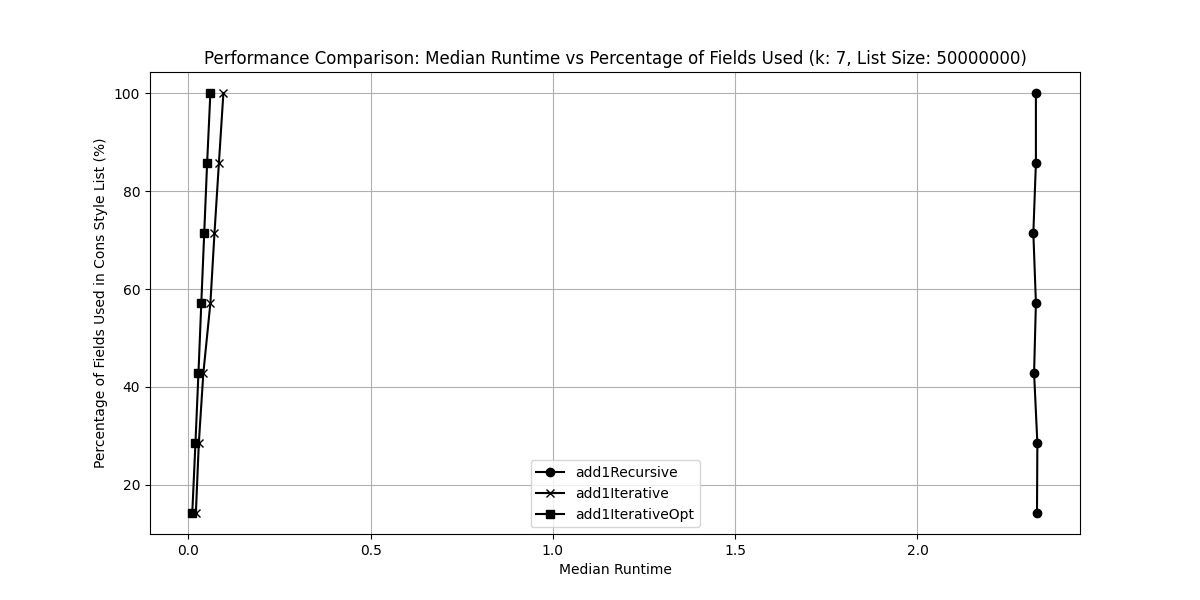 Performance Comparison: Median Runtime vs Percentage of Fields Used (k: 7, List Size: 50000000)
Percentage of Fields Used in Cons Style List (%)
100
80
60
40
20
add1Recursive
add1Iterative
add1IterativeOpt
0.0 0.5 1.0 1.5 2.0
Median Runtime